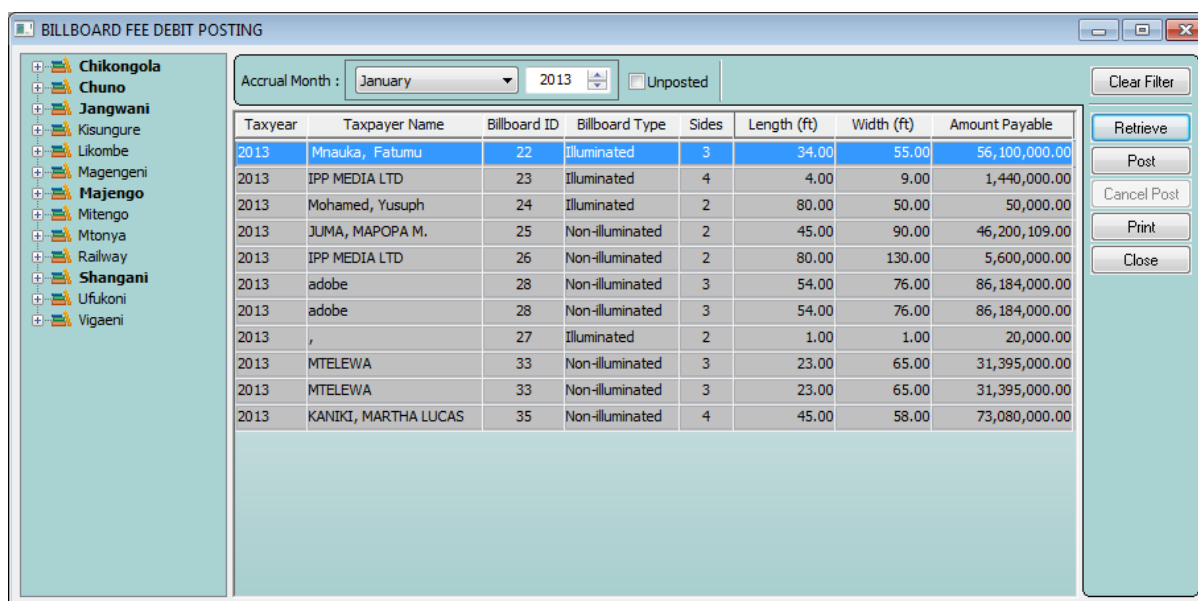 BILLBOARD FEE DEBIT POSTING
Chikongola
Chuno
Jangwani
Kisungure
Likombe
Magengeni
Majengo
Mitengo
Mtonya
Railway
Shangani
Ufukoni
Vigaeni
Accrual Month : January 2013 Unposted
Taxyear Taxpayer Name Billboard ID Billboard Type Sides Length (ft) Width (ft) Amount Payable
2013 Mnauka, Fatumu 22 Illuminated 3 34.00 55.00 56,100,000.00
2013 IPP MEDIA LTD 23 Illuminated 4 4.00 9.00 1,440,000.00
2013 Mohamed, Yusuph 24 Illuminated 2 80.00 50.00 50,000.00
2013 JUMA, MAPOPA M. 25 Non-illuminated 2 45.00 90.00 46,200,109.00
2013 IPP MEDIA LTD 26 Non-illuminated 2 80.00 130.00 5,600,000.00
2013 adobe 28 Non-illuminated 3 54.00 76.00 86,184,000.00
2013 adobe 28 Non-illuminated 3 54.00 76.00 86,184,000.00
2013 , 27 Illuminated 2 1.00 1.00 20,000.00
2013 MTELEWA 33 Non-illuminated 3 23.00 65.00 31,395,000.00
2013 MTELEWA 33 Non-illuminated 3 23.00 65.00 31,395,000.00
2013 KANIKI, MARTHA LUCAS 35 Non-illuminated 4 45.00 58.00 73,080,000.00
Clear Filter
Retrieve
Post
Cancel Post
Print
Close